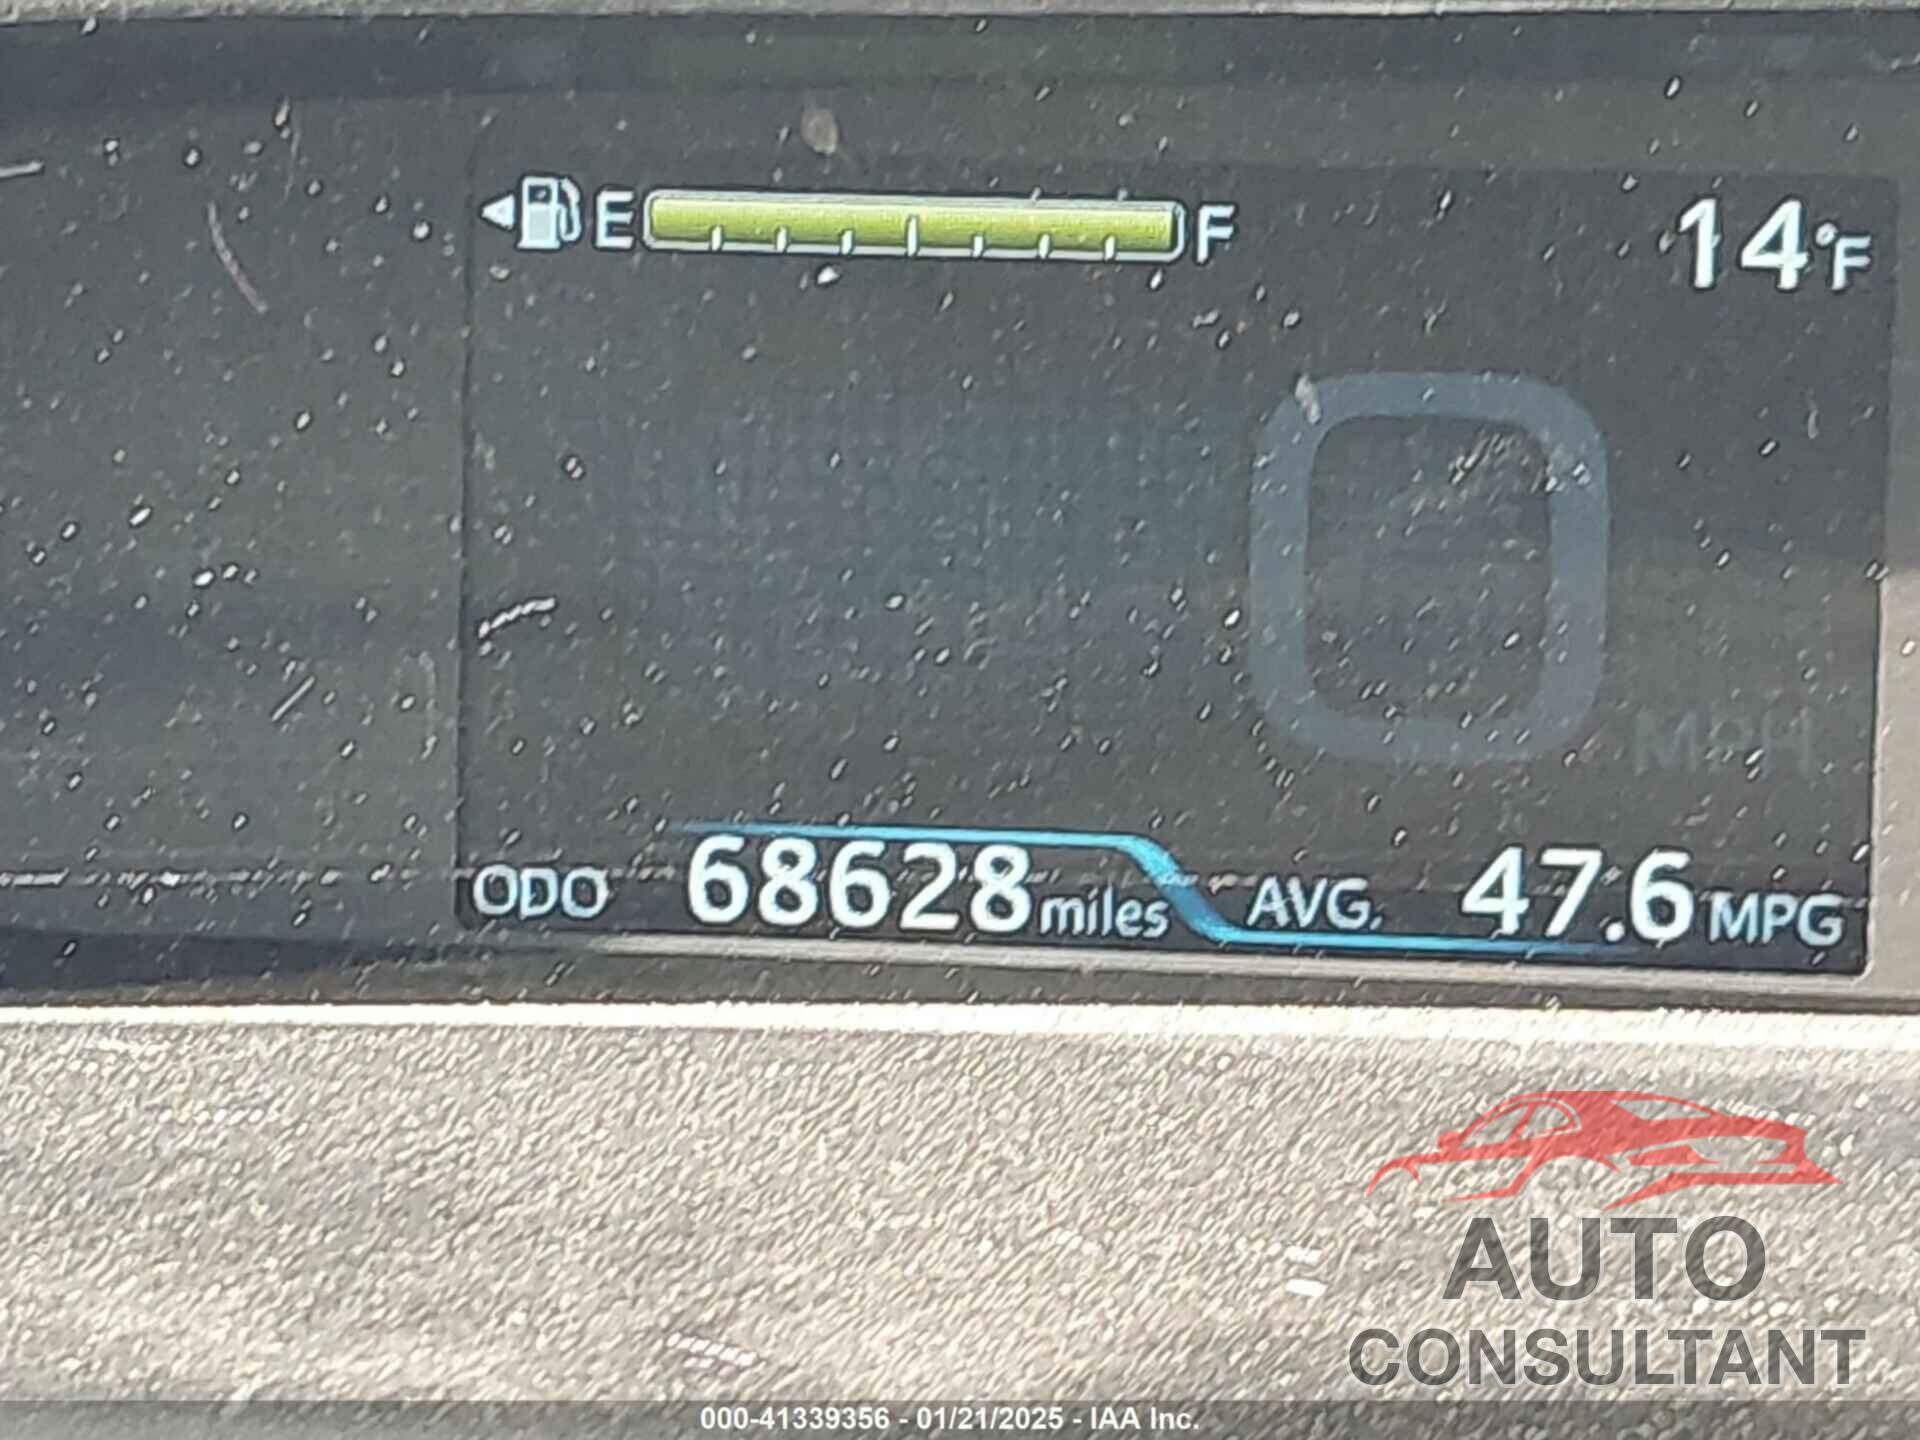 E F 14°F
0
MPH
ODO 68628 miles AVG. 47.6 MPG
AUTO
CONSULTANT
000-41339356 - 01/21/2025 - IAA Inc.